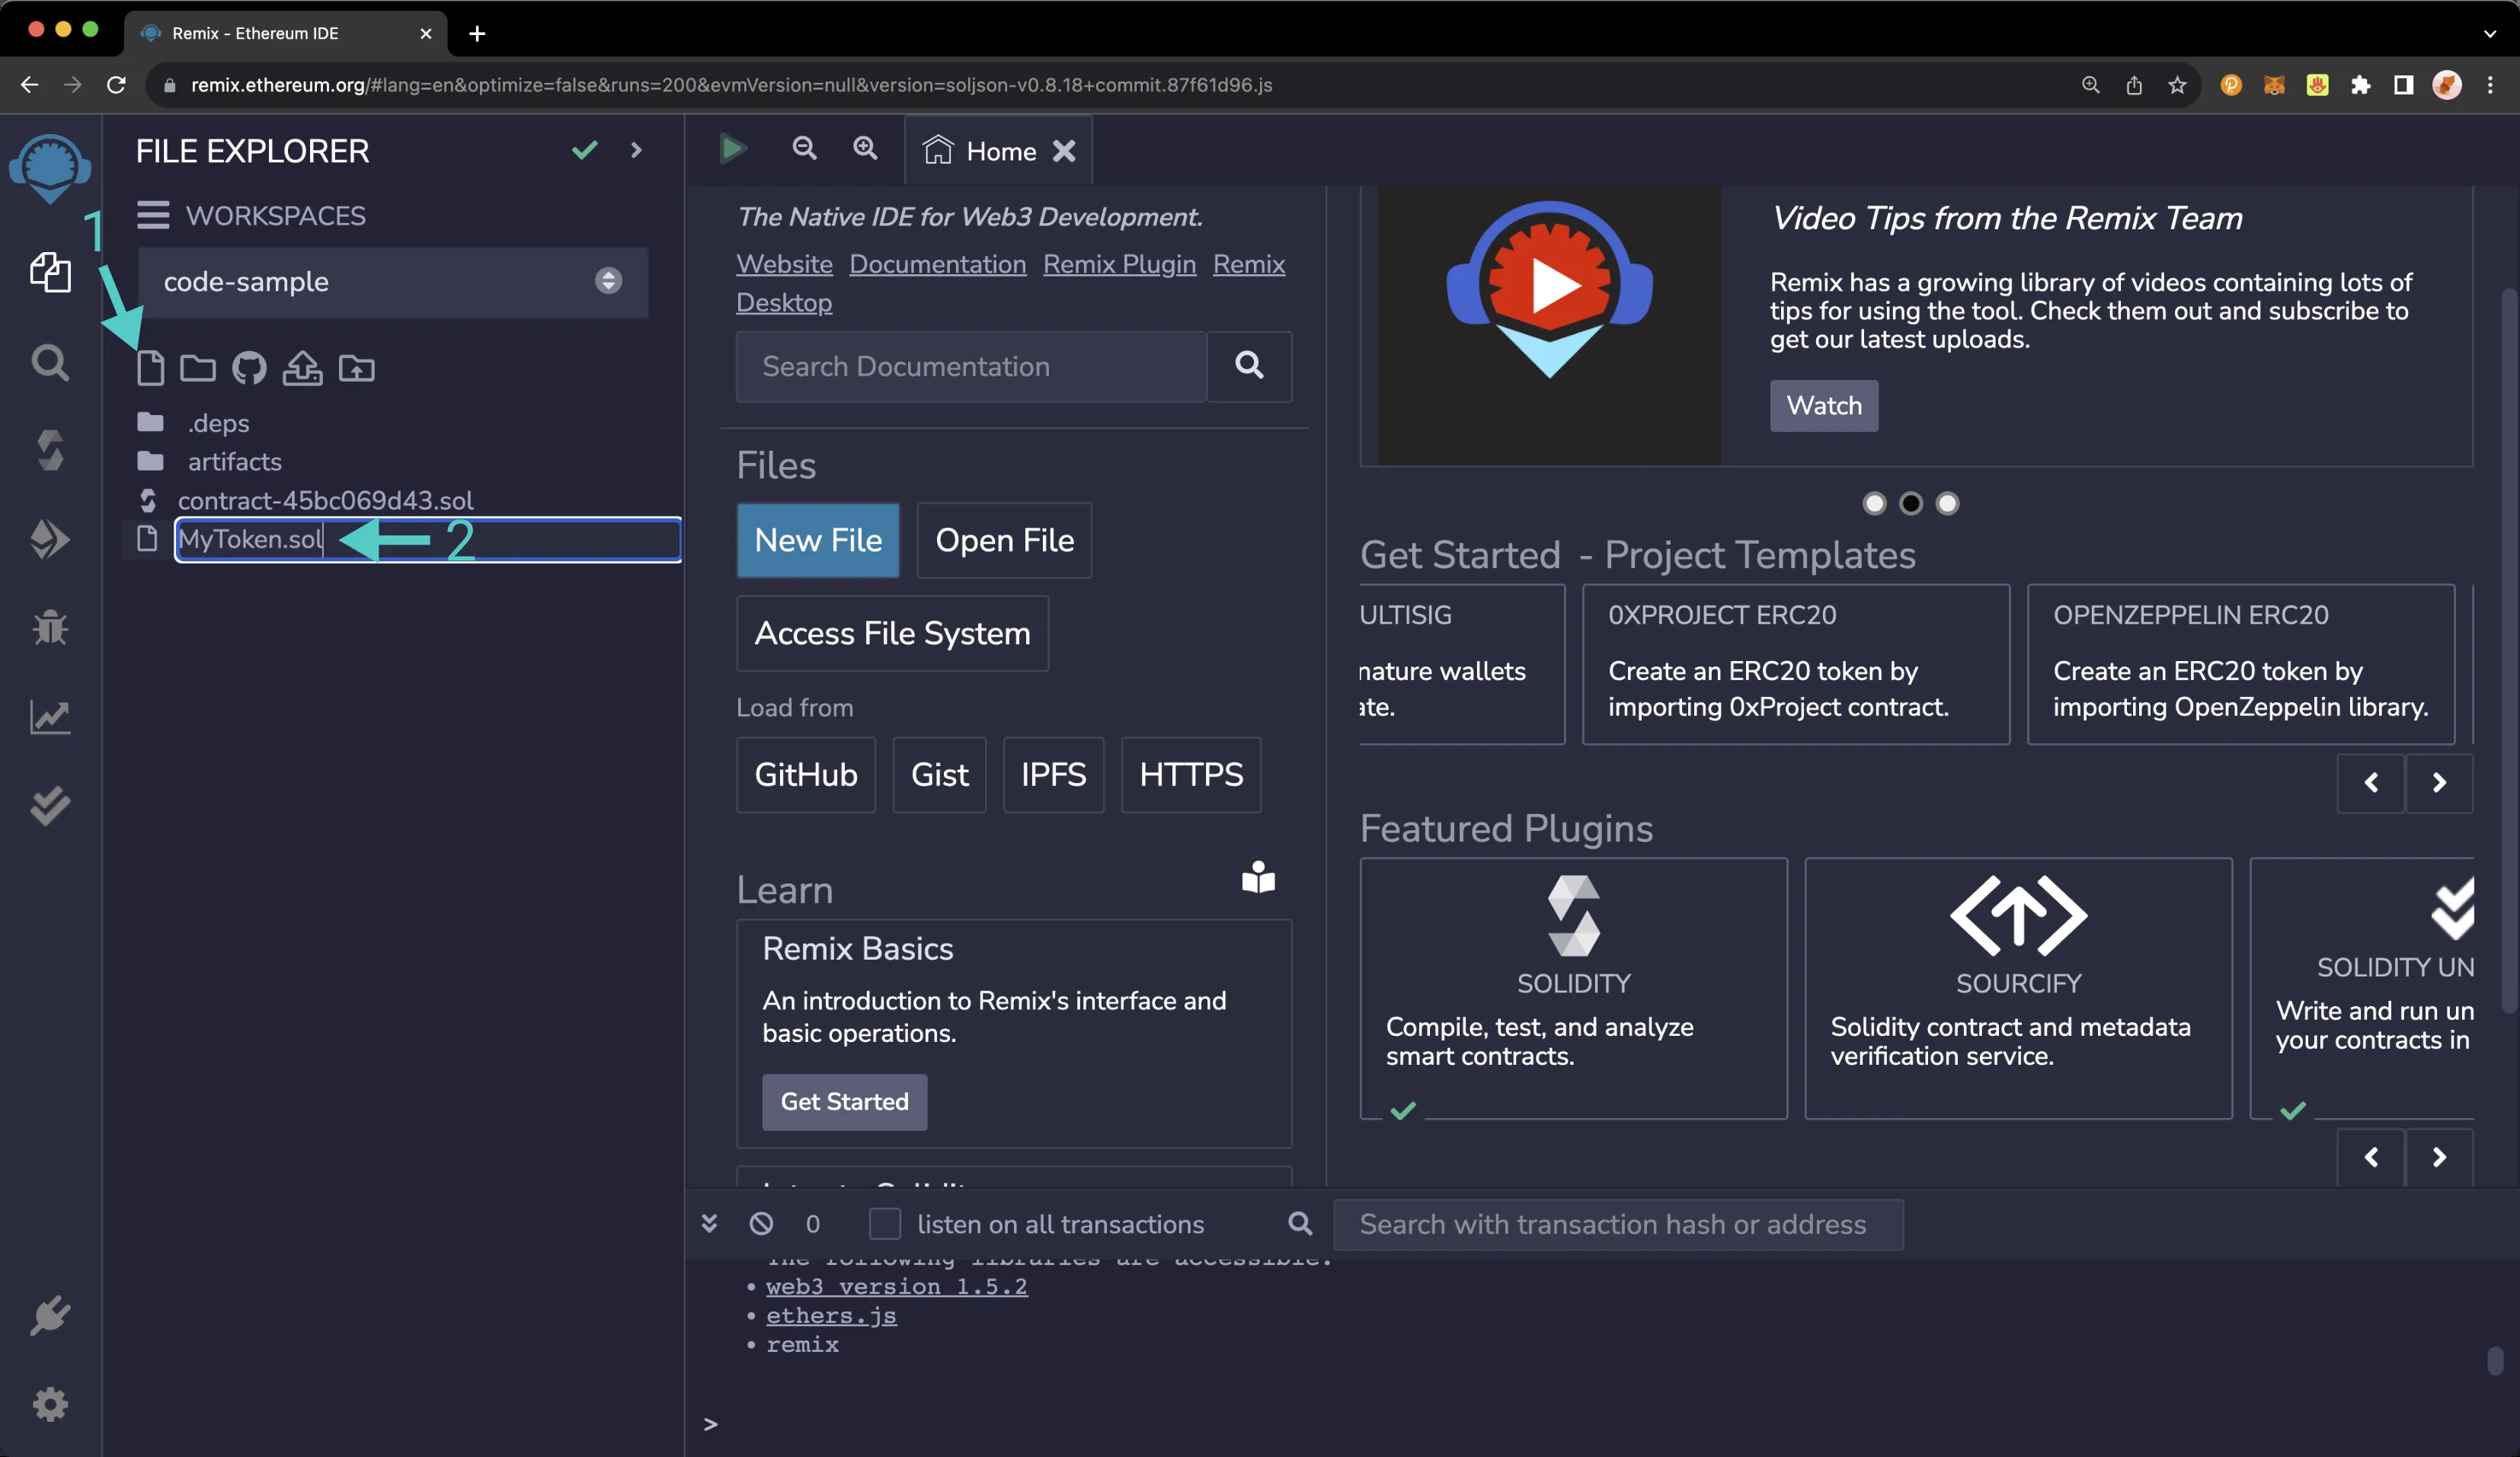 Remix - Ethereum IDE
remix.ethereum.org/#lang=en&optimize=false&runs=200&evmVersion=null&version=soljson-v0.8.18+commit.87f61d96.js
FILE EXPLORER
WORKSPACES
1
code-sample
.deps
artifacts
contract-45bc069d43.sol
MyToken.sol
2
Home
The Native IDE for Web3 Development.
Website Documentation Remix Plugin Remix
Desktop
Search Documentation
Files
New File
Open File
Access File System
Load from
GitHub
Gist
IPFS
HTTPS
Learn
Remix Basics
An introduction to Remix's interface and
basic operations.
Get Started
Video Tips from the Remix Team
Remix has a growing library of videos containing lots of
tips for using the tool. Check them out and subscribe to
get our latest uploads.
Watch
Get Started - Project Templates
ULTISIG
nature wallets
ate.
0XPROJECT ERC20
Create an ERC20 token by
importing 0xProject contract.
OPENZEPPELIN ERC20
Create an ERC20 token by
importing OpenZeppelin library.
Featured Plugins
SOLIDITY
Compile, test, and analyze
smart contracts.
SOURCIFY
Solidity contract and metadata
verification service.
SOLIDITY UN
Write and run un
your contracts in
0
listen on all transactions
Search with transaction hash or address
The following libraries are accessible:
• web3 version 1.5.2
• ethers.js
• remix
>